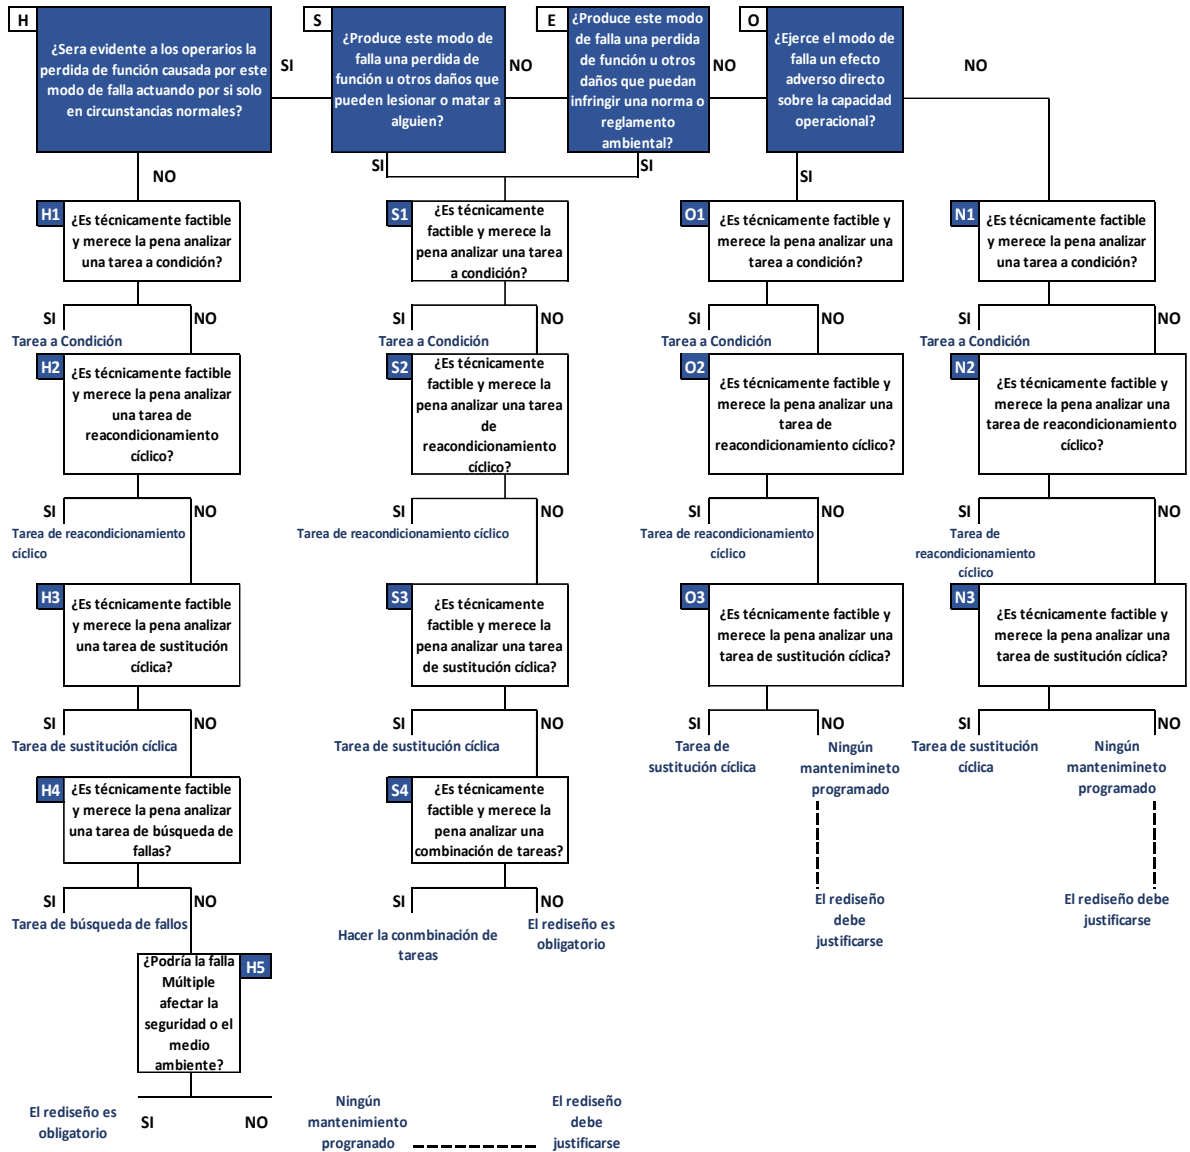 H
¿Sera evidente a los operarios la
perdida de función causada por este
modo de falla actuando por si solo
en circunstancias normales?
SI
S
¿Produce este modo de
falla una perdida de
función u otros daños que
pueden lesionar o matar a
alguien?
NO
E
¿Produce este modo
de falla una perdida
de función u otros
daños que puedan
infringir una norma o
reglamento
ambiental?
NO
O
¿Ejerce el modo de
falla un efecto
adverso directo
sobre la capacidad
operacional?
NO
NO
SI
SI
SI
H1
¿Es técnicamente factible
y merece la pena analizar
una tarea a condición?
S1
¿Es técnicamente
factible y merece la
pena analizar una tarea
a condición?
O1
¿Es técnicamente factible y
merece la pena analizar una
tarea a condición?
N1
¿Es técnicamente factible
y merece la pena analizar
una tarea a condición?
SI
NO
SI
NO
SI
NO
SI
NO
Tarea a Condición
Tarea a Condición
Tarea a Condición
Tarea a Condición
H2
¿Es técnicamente factible
y merece la pena analizar
una tarea de
reacondicionamiento
cíclico?
S2
¿Es técnicamente
factible y merece la
pena analizar una tarea
de
reacondicionamiento
cíclico?
O2
¿Es técnicamente factible y
merece la pena analizar una
tarea de
reacondicionamiento cíclico?
N2
¿Es técnicamente factible y
merece la pena analizar una
tarea de reacondicionamiento
cíclico?
SI
NO
SI
NO
SI
NO
SI
NO
Tarea de reacondicionamiento
cíclico
Tarea de reacondicionamiento cíclico
Tarea de reacondicionamiento
cíclico
Tarea de
reacondicionamiento
cíclico
H3
¿Es técnicamente factible
y merece la pena analizar
una tarea de sustitución
cíclica?
S3
¿Es técnicamente
factible y merece la
pena analizar una tarea
de sustitución cíclica?
O3
¿Es técnicamente factible y
merece la pena analizar una
tarea de sustitución cíclica?
N3
¿Es técnicamente factible y
merece la pena analizar una
tarea de sustitución cíclica?
SI
NO
SI
NO
SI
NO
SI
NO
Tarea de sustitución cíclica
Tarea de sustitución cíclica
Tarea de
sustitución cíclica
Ningún
mantenimineto
programado
Tarea de sustitución
cíclica
Ningún
mantenimineto
programado
H4
¿Es técnicamente factible
y merece la pena analizar
una tarea de búsqueda de
fallas?
S4
¿Es técnicamente
factible y merece la
pena analizar una
combinación de tareas?
SI
NO
SI
NO
Tarea de búsqueda de fallos
Hacer la conmbinación de
tareas
El rediseño es
obligatorio
El rediseño
debe
justificarse
El rediseño debe
justificarse
H5
¿Podría la falla
Múltiple
afectar la
seguridad o el
medio
ambiente?
El rediseño es
obligatorio
SI
NO
Ningún
mantenimiento
progranado
El rediseño
debe
justificarse